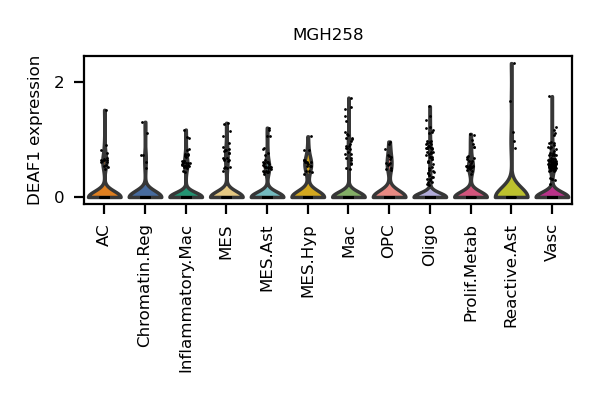 MGH258
DEAF1 expression
2
0
AC
Chromatin.Reg
Inflammatory.Mac
MES
MES.Ast
MES.Hyp
Mac
OPC
Oligo
Prolif.Metab
Reactive.Ast
Vasc